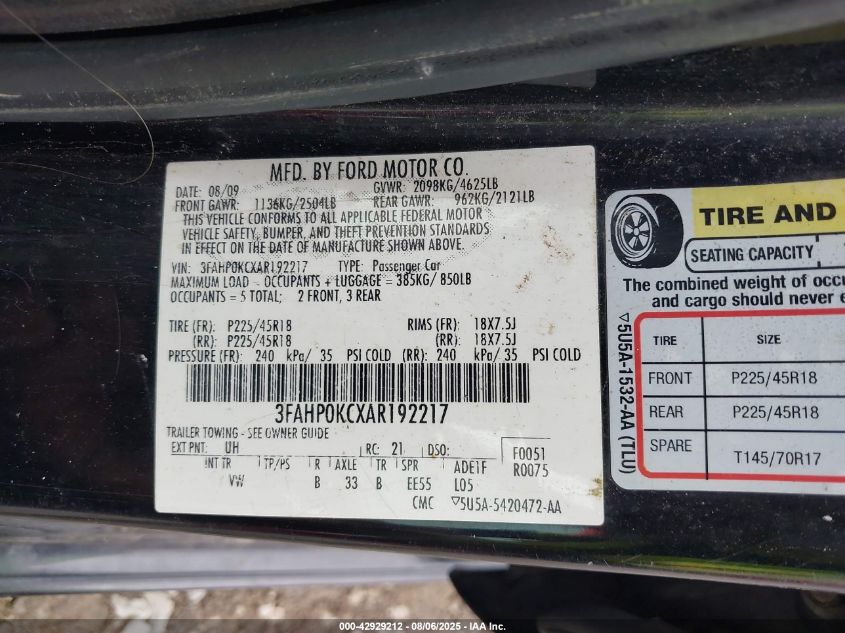 MFD. BY FORD MOTOR CO.
DATE: 08/09 GVWR: 2098KG/4625LB
FRONT GAWR: 1136KG/2504LB REAR GAWR: 962KG/2121LB
THIS VEHICLE CONFORMS TO ALL APPLICABLE FEDERAL MOTOR
VEHICLE SAFETY, BUMPER, AND THEFT PREVENTION STANDARDS
IN EFFECT ON THE DATE OF MANUFACTURE SHOWN ABOVE.
VIN: 3FAHP0KCXAR192217 TYPE: Passenger Car
MAXIMUM LOAD - OCCUPANTS + LUGGAGE = 385KG/ 850LB
OCCUPANTS = 5 TOTAL; 2 FRONT, 3 REAR
TIRE (FR): P225/45R18 RIMS (FR): 18X7.5J
(RR): P225/45R18 (RR): 18X7.5J
PRESSURE (FR): 240 kPa/ 35 PSI COLD (RR): 240 kPa/ 35 PSI COLD
3FAHP0KCXAR192217
TRAILER TOWING - SEE OWNER GUIDE
EXT PNT: UH RC: 21 DSO: F0051
R0075
INT TR TP/PS R AXLE TR SPR ADE1F
VW B 33 B EE55 L05
CMC ▽5U5A-5420472-AA
TIRE AND
SEATING CAPACITY
The combined weight of occu
and cargo should never e
▽5U5A-1532-AA (TLU)
TIRE SIZE
FRONT P225/45R18
REAR P225/45R18
SPARE T145/70R17
000-42929212 - 08/06/2025 - COPYRIGHT IAA, LLC